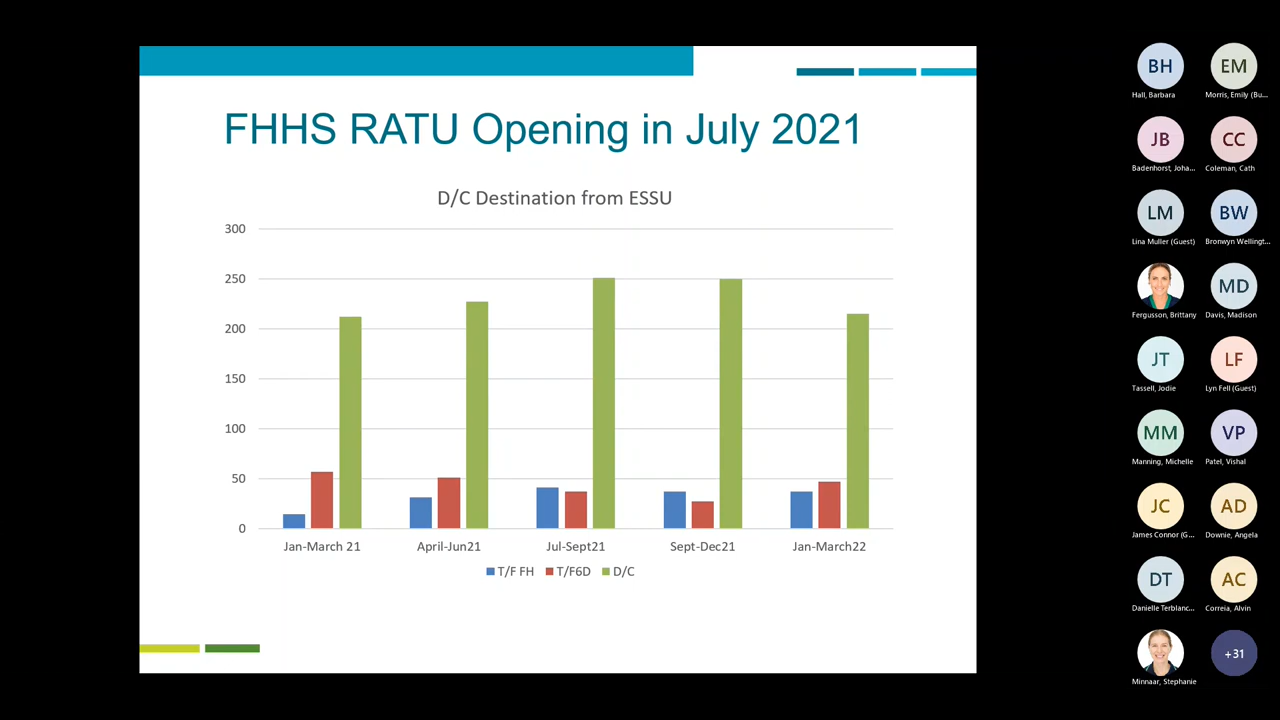 FHHS RATU Opening in July 2021
D/C Destination from ESSU
300
250
200
150
100
50
0
Jan-March 21 April-Jun21 Jul-Sept21 Sept-Dec21 Jan-March22
T/F FH T/F6D D/C
BH EM
Hall, Barbara Morris, Emily (Bu...
JB CC
Badenhorst, Joha... Coleman, Cath
LM BW
Lina Muller (Guest) Bronwyn Wellingt...
MD
Fergusson, Brittany Davis, Madison
JT LF
Tassell, Jodie Lyn Fell (Guest)
MM VP
Manning, Michelle Patel, Vishal
JC AD
James Connor (G... Downie, Angela
DT AC
Danielle Terblanc... Correia, Alvin
+31
Minnaar, Stephanie